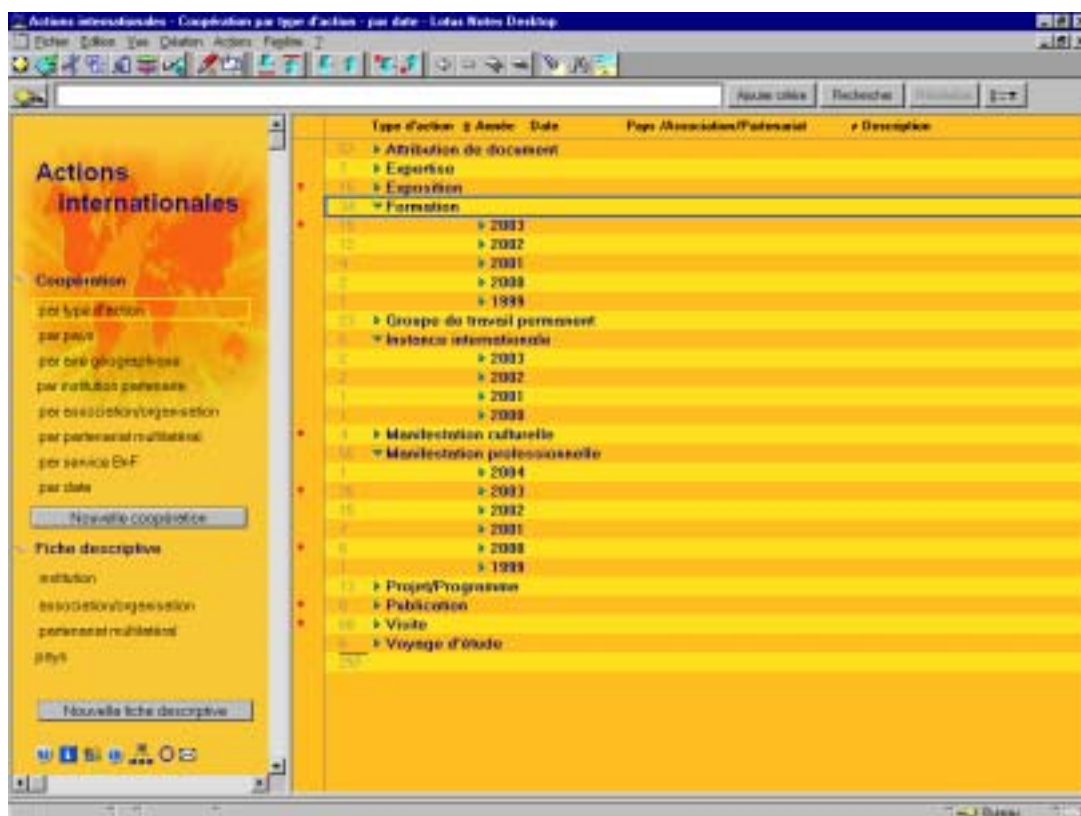 Actions internationales - Coopération par type d'action - par date - Lotus Notes Desktop
Fichier Edition Vue Création Actions Fenêtre ?
Ajouter critère Rechercher
Type d'action Année Date Pays /Association/Partenariat Description
Actions
internationales
Coopération
par type d'action
par pays
par aire géographique
par institution partenaire
par association/organisation
par partenariat multilatéral
par service BnF
par date
Nouvelle coopération
Fiche descriptive
institution
association/organisation
partenariat multilatéral
pays
Nouvelle fiche descriptive
Attribution de document
Expertise
Exposition
Formation
2003
2002
2001
2000
1999
Groupe de travail permanent
Instance internationale
2003
2002
2001
2000
Manifestation culturelle
Manifestation professionnelle
2004
2003
2002
2001
2000
1999
Projet/Programme
Publication
Visite
Voyage d'étude
Bureau